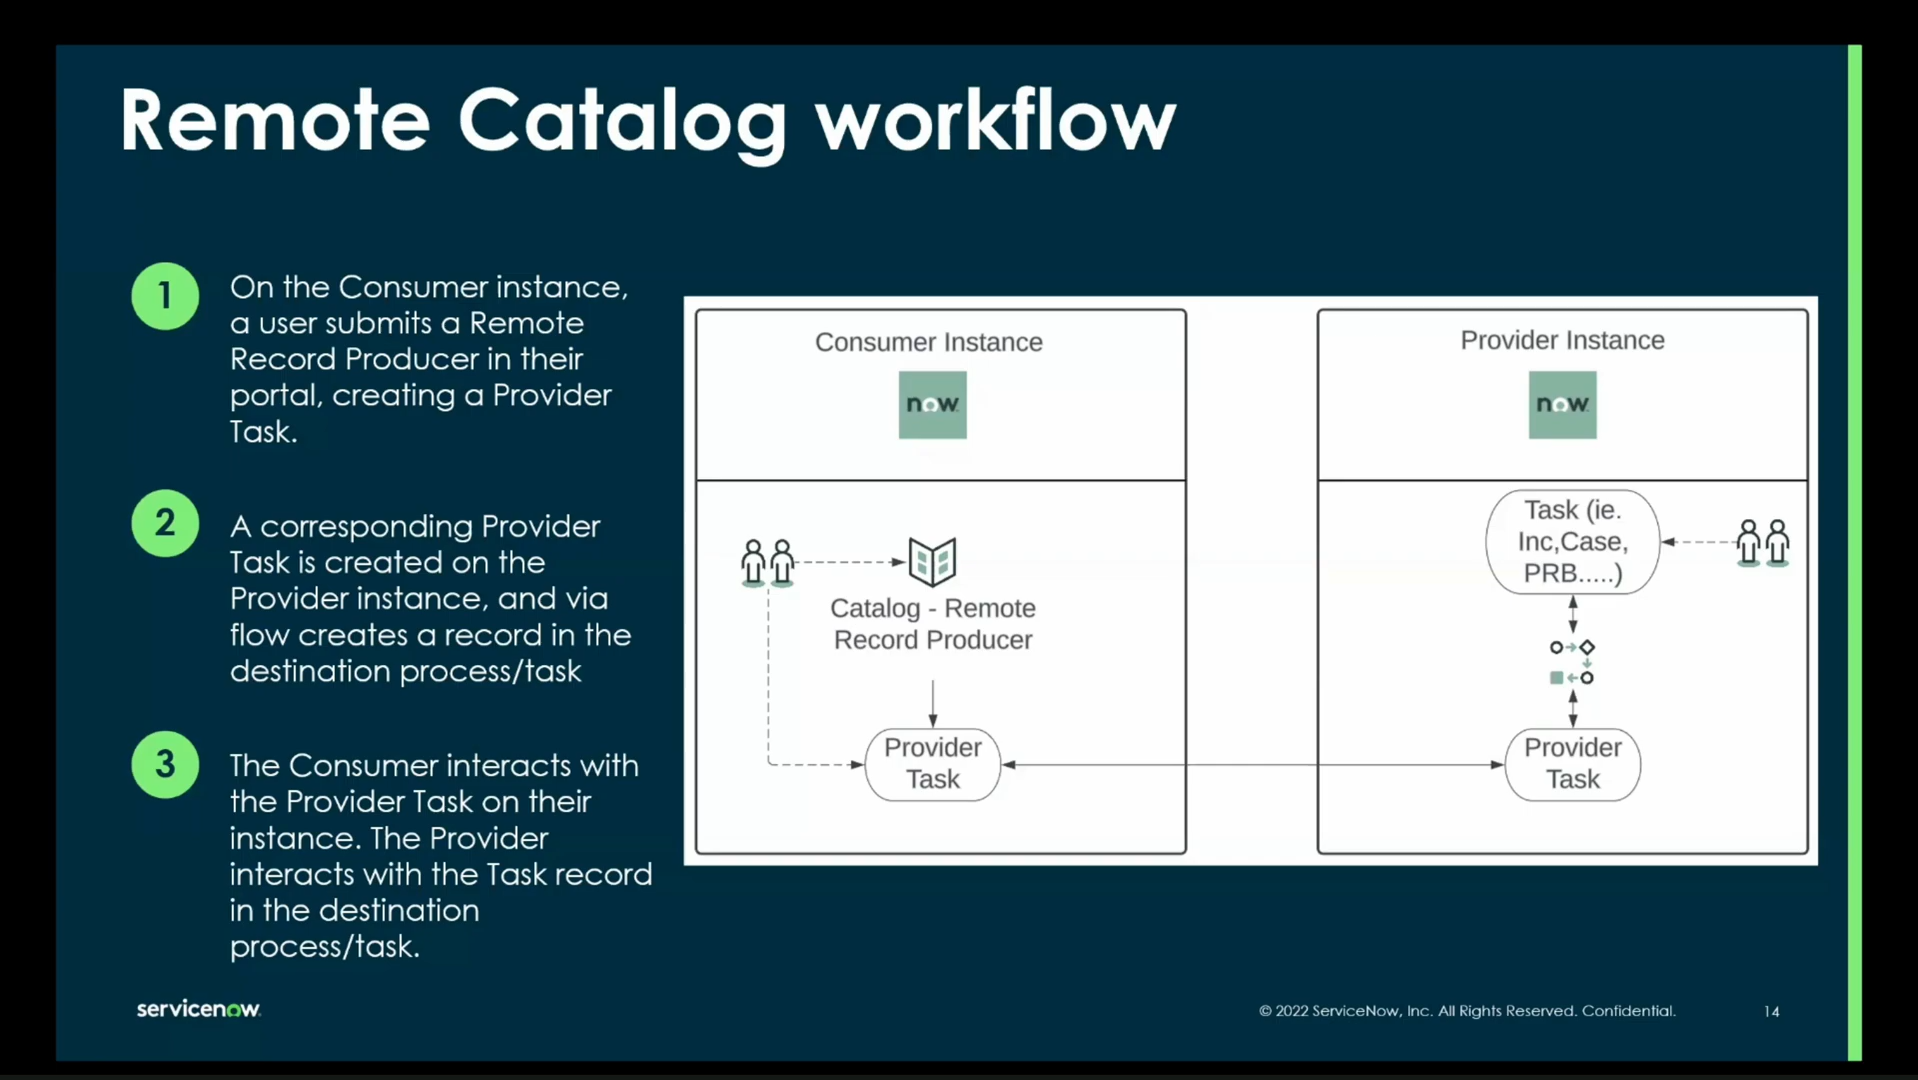 Remote Catalog workflow
1
On the Consumer instance,
a user submits a Remote
Record Producer in their
portal, creating a Provider
Task.
2
A corresponding Provider
Task is created on the
Provider instance, and via
flow creates a record in the
destination process/task
3
The Consumer interacts with
the Provider Task on their
instance. The Provider
interacts with the Task record
in the destination
process/task.
Consumer Instance
now
Catalog - Remote
Record Producer
Provider
Task
Provider Instance
now
Task (ie.
Inc,Case,
PRB.....)
Provider
Task
servicenow
© 2022 ServiceNow, Inc. All Rights Reserved. Confidential.
14